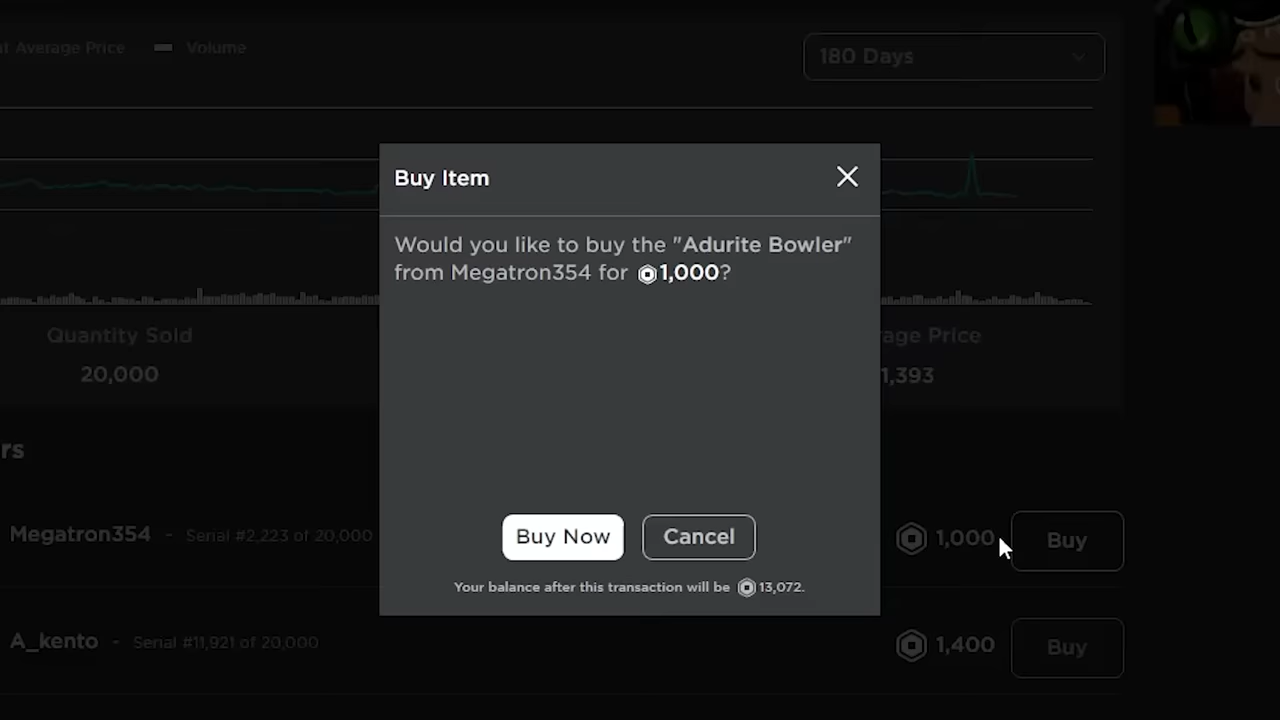 Average Price
Volume
180 Days
Buy Item
Would you like to buy the "Adurite Bowler"
from Megatron354 for 1,000?
Quantity Sold
20,000
Price
1,393
Megatron354 - Serial #2,223 of 20,000
1,000
Buy
Buy Now
Cancel
Your balance after this transaction will be 13,072.
A_kento - Serial #11,921 of 20,000
1,400
Buy